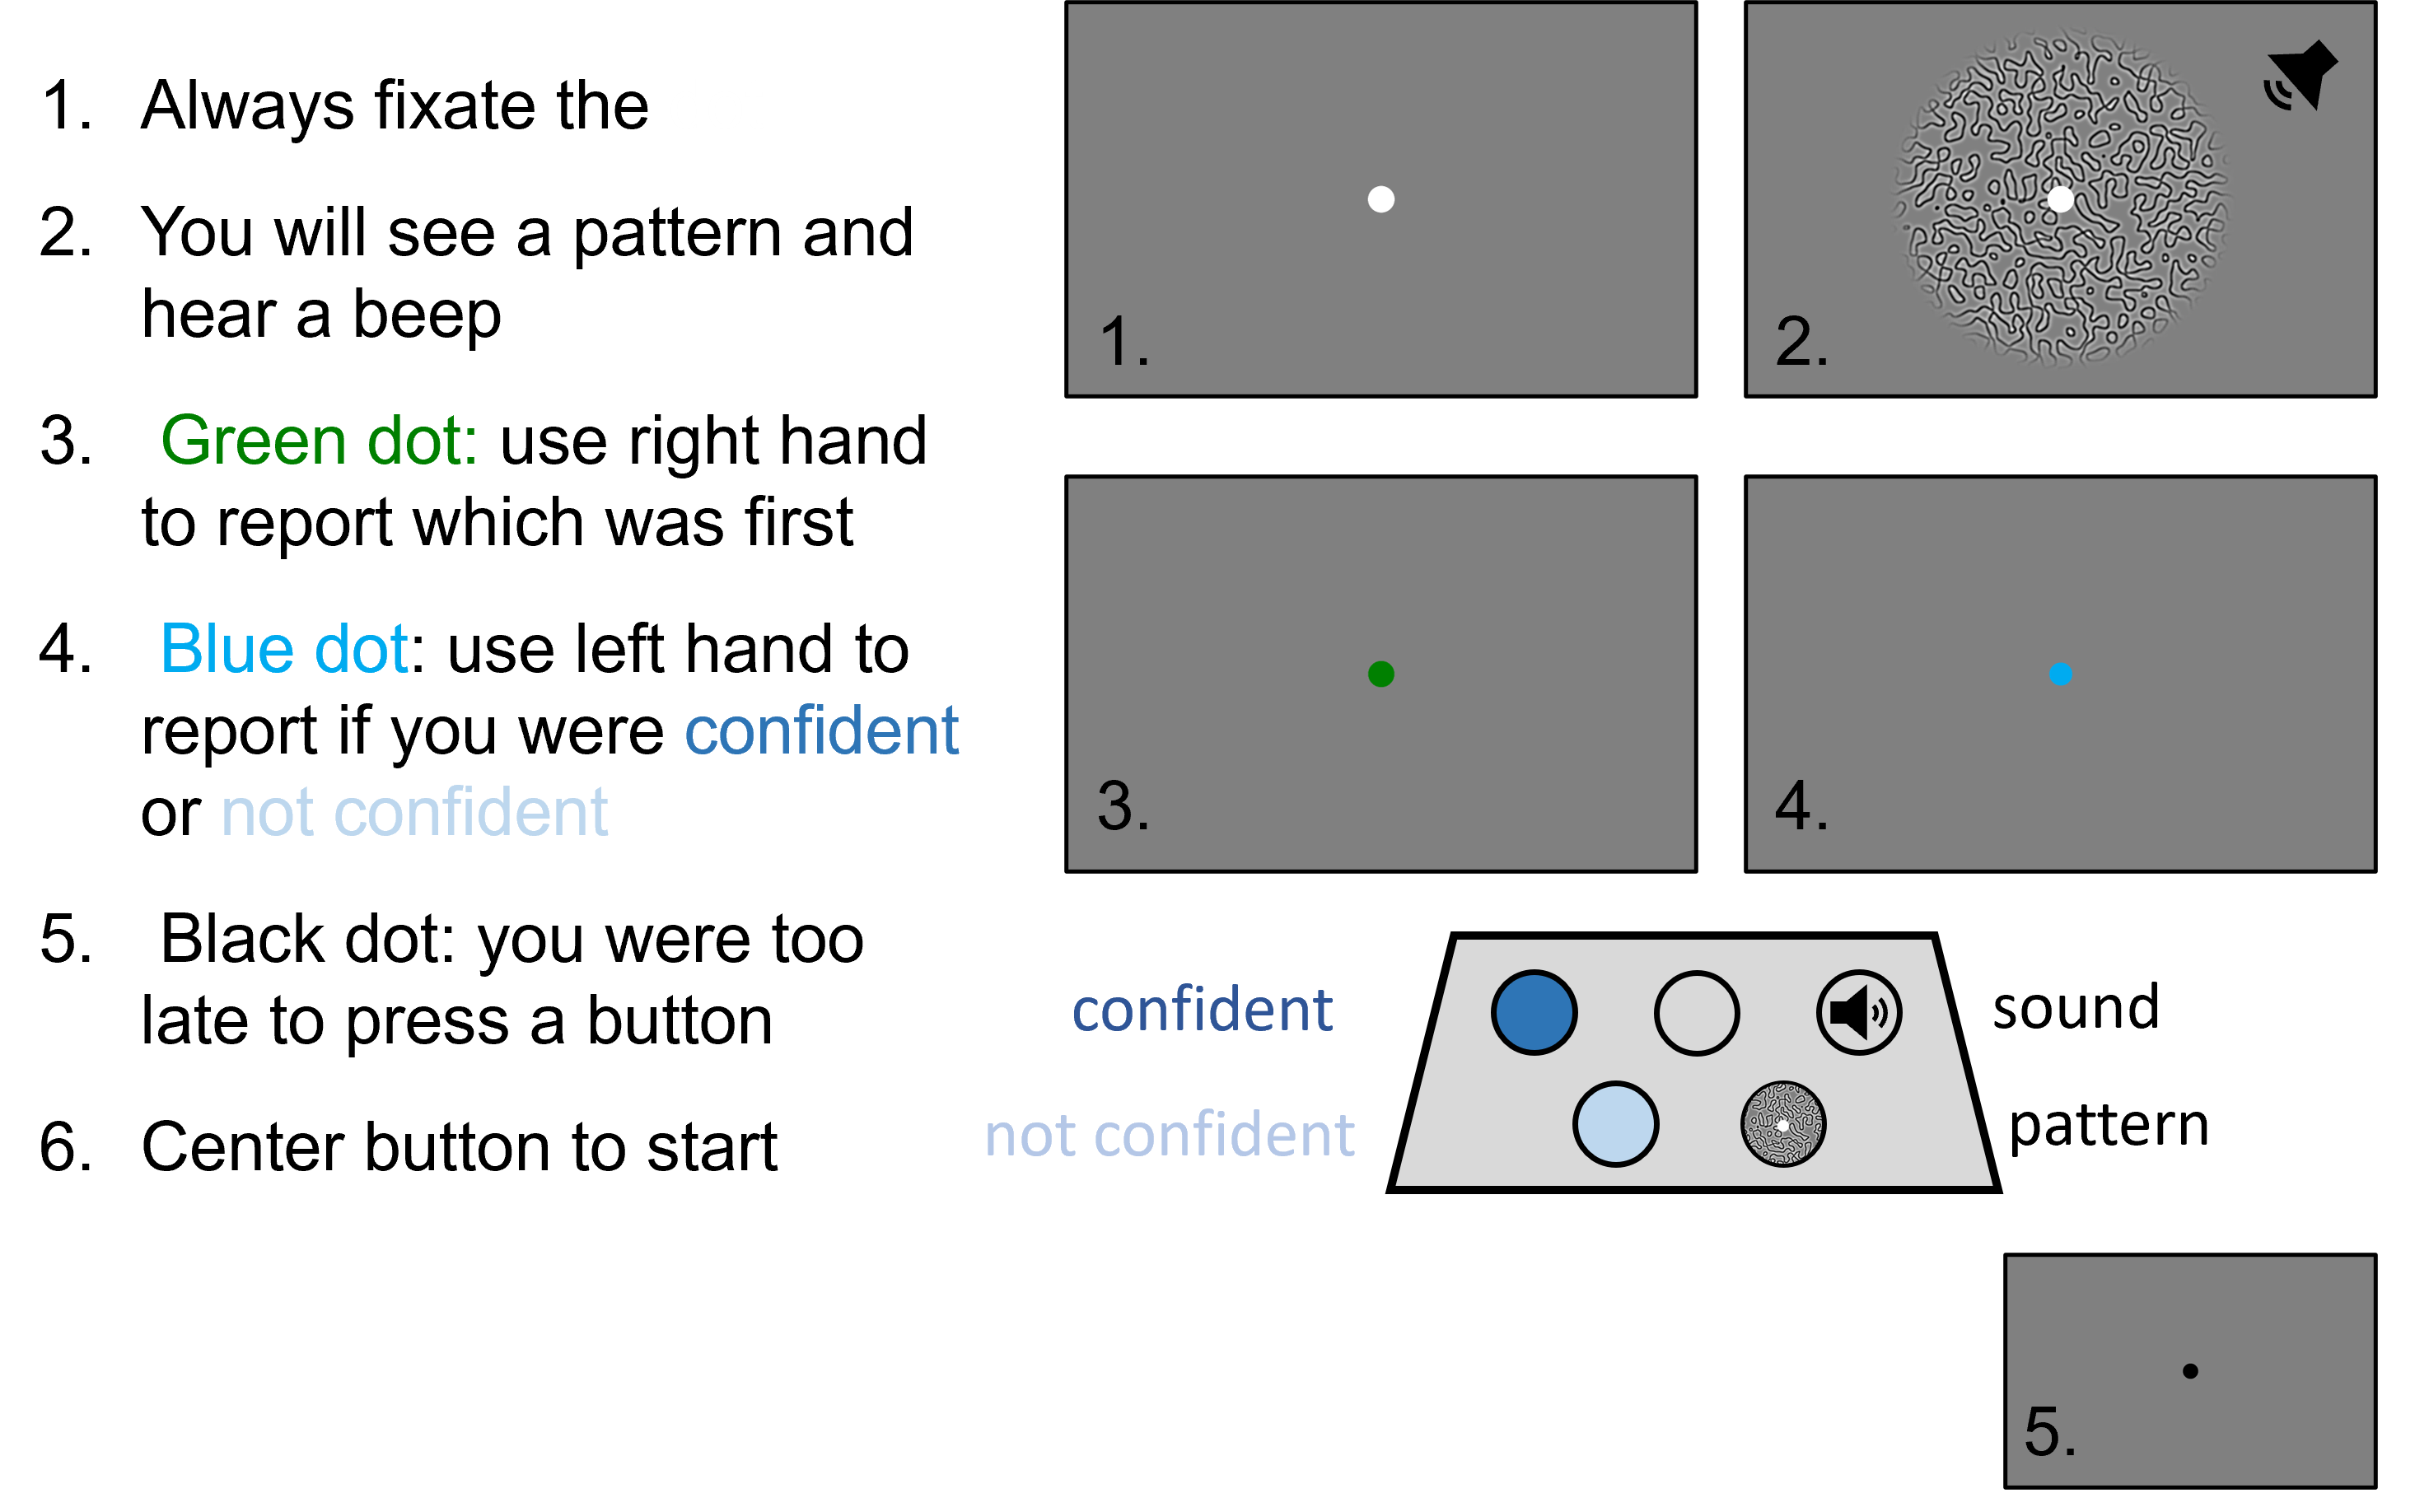 1. Always fixate the
2. You will see a pattern and
hear a beep
3. Green dot: use right hand
to report which was first
4. Blue dot: use left hand to
report if you were confident
or not confident
5. Black dot: you were too
late to press a button
6. Center button to start
1.
2.
3.
4.
confident
sound
not confident
pattern
5.